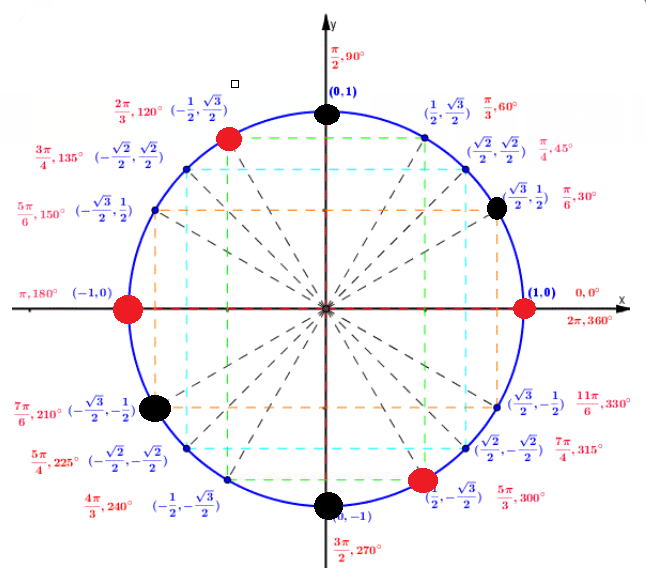 y
π/2, 90°
(0, 1)
2π/3, 120° (-1/2, √3/2)
(1/2, √3/2) π/3, 60°
3π/4, 135° (-√2/2, √2/2)
(√2/2, √2/2) π/4, 45°
5π/6, 150° (-√3/2, 1/2)
(√3/2, 1/2) π/6, 30°
π, 180° (-1, 0)
(1, 0) 0, 0°
x
2π, 360°
7π/6, 210° (-√3/2, -1/2)
(√3/2, -1/2) 11π/6, 330°
5π/4, 225° (-√2/2, -√2/2)
(√2/2, -√2/2) 7π/4, 315°
4π/3, 240° (-1/2, -√3/2)
(1/2, -√3/2) 5π/3, 300°
(0, -1)
3π/2, 270°